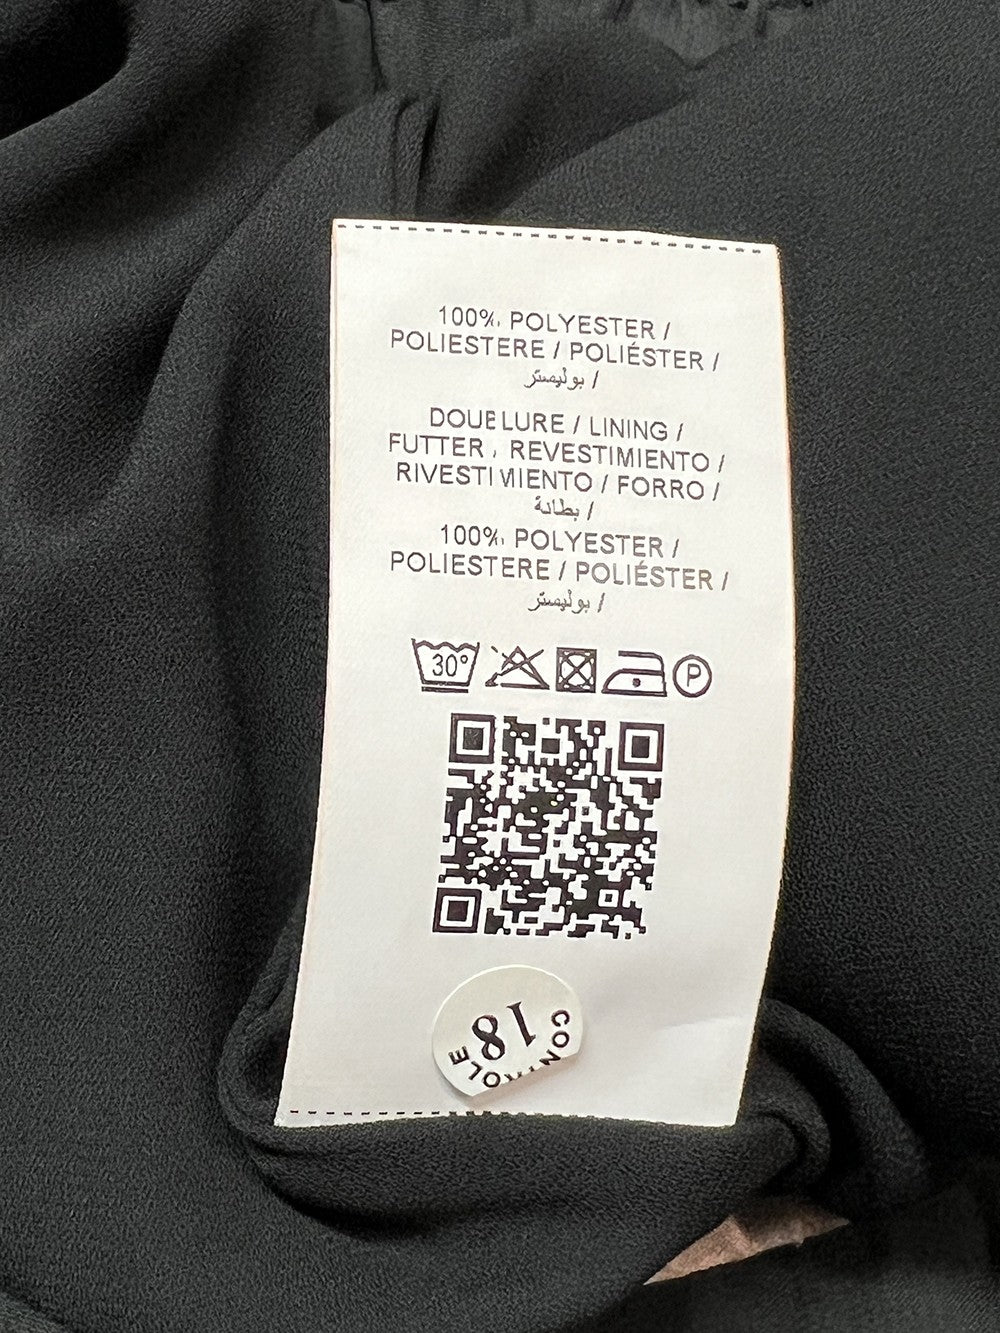 100% POLYESTER /
POLIESTERE / POLIÉSTER /
/ بوليستر
DOUBLURE / LINING /
FUTTER / REVESTIMIENTO /
RIVESTIMIENTO / FORRO /
/ بطانة
100% POLYESTER /
POLIESTERE / POLIÉSTER /
/ بوليستر
30° P
18
CONTROLE